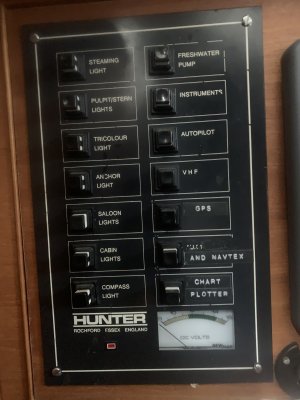 STEAMING
LIGHT
FRESHWATER
PUMP
PULPIT/STERN
LIGHTS
INSTRUMENTS
TRICOLOUR
LIGHT
AUTOPILOT
ANCHOR
LIGHT
VHF
SALOON
LIGHTS
GPS
CABIN
LIGHTS
AND NAVTEX
COMPASS
LIGHT
CHART
PLOTTER
HUNTER
ROCHFORD ESSEX ENGLAND
DC VOLTS